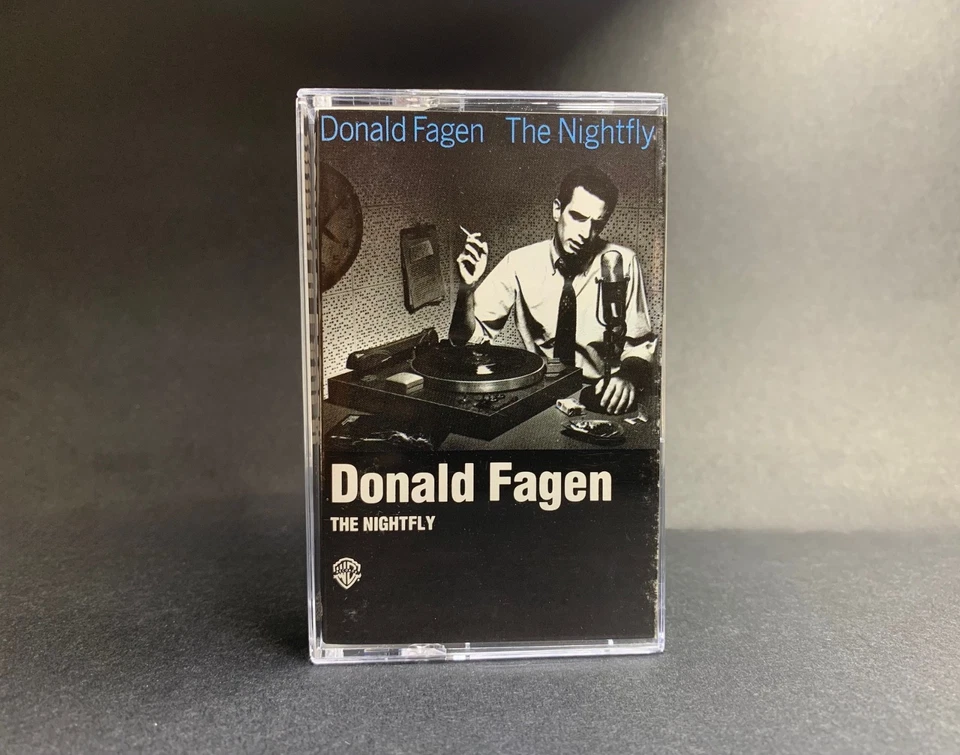 Donald Fagen The Nightfly
Donald Fagen
THE NIGHTFLY